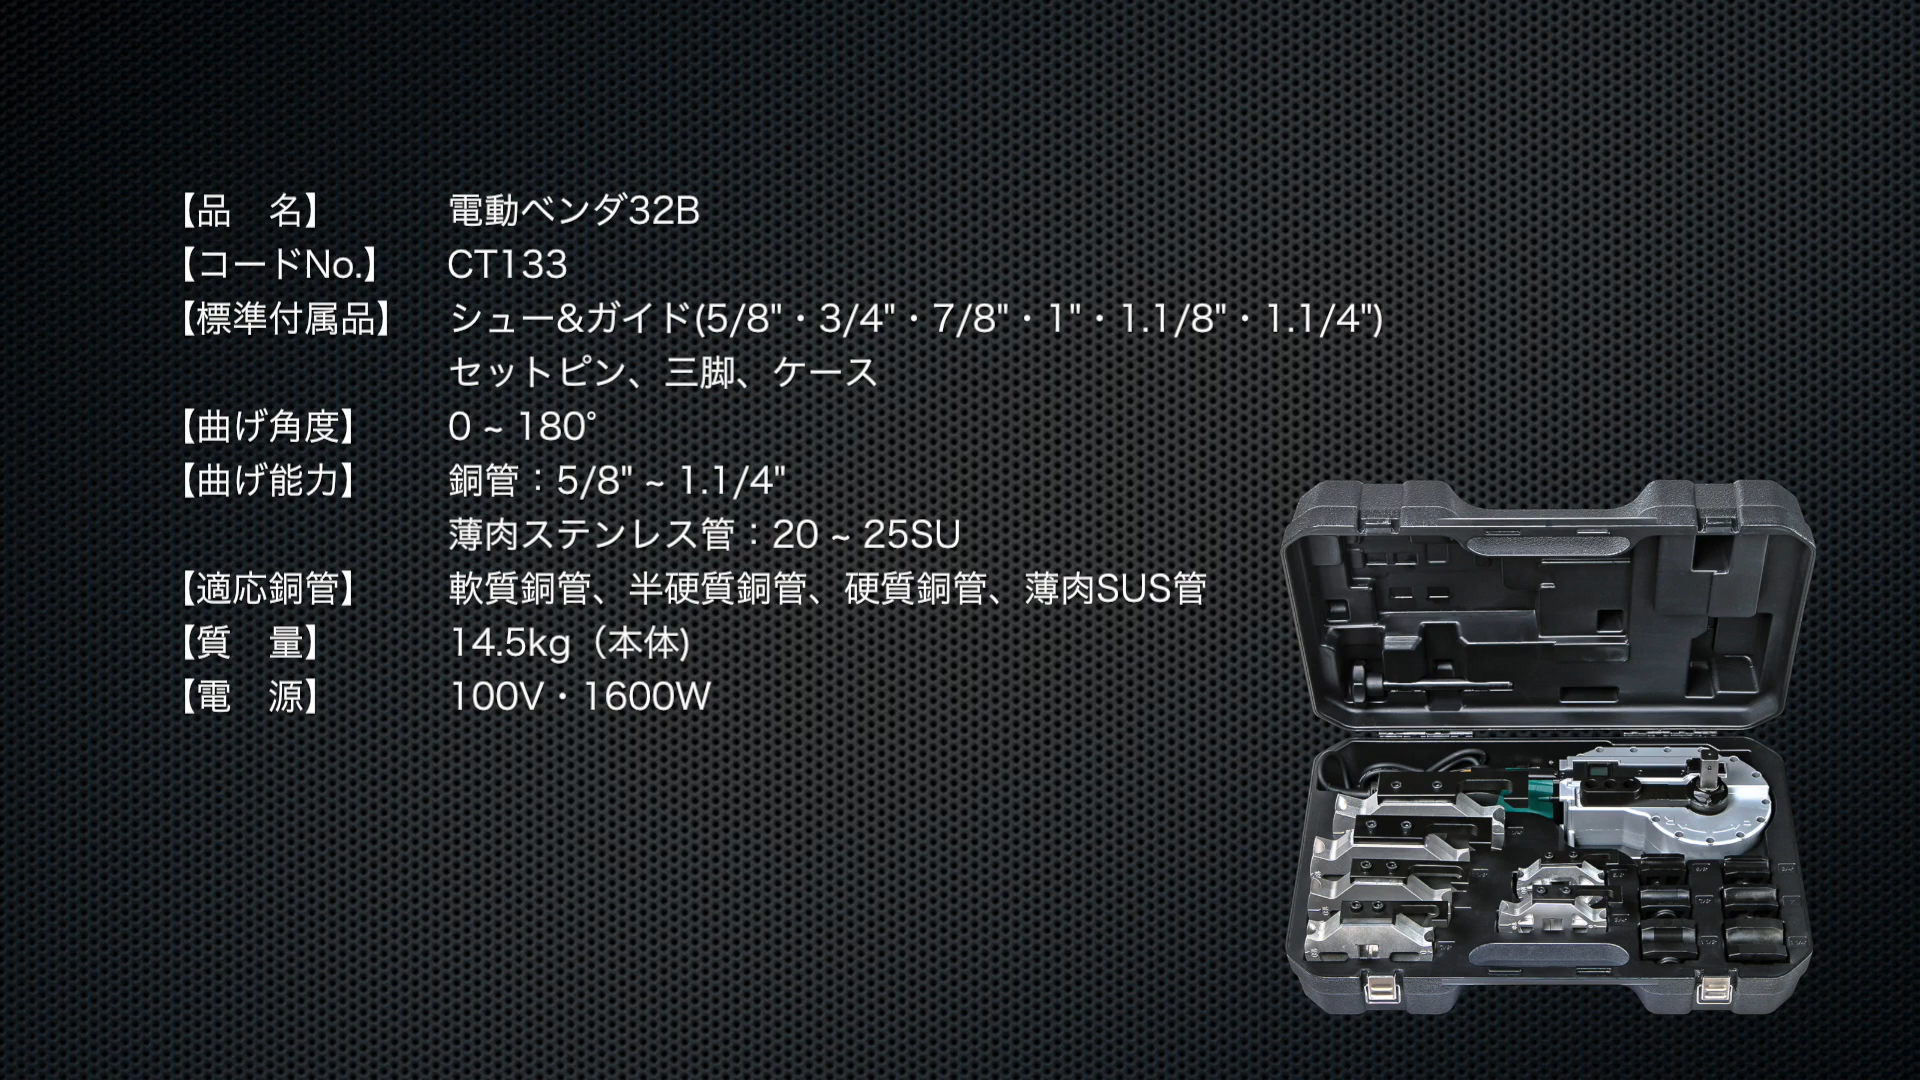 【品　名】　電動ベンダ32B
【コードNo.】　CT133
【標準付属品】　シュー&ガイド(5/8"・3/4"・7/8"・1"・1.1/8"・1.1/4")
セットピン、三脚、ケース
【曲げ角度】　0 ~ 180°
【曲げ能力】　銅管：5/8" ~ 1.1/4"
薄肉ステンレス管：20 ~ 25SU
【適応銅管】　軟質銅管、半硬質銅管、硬質銅管、薄肉SUS管
【質　量】　14.5kg（本体)
【電　源】　100V・1600W